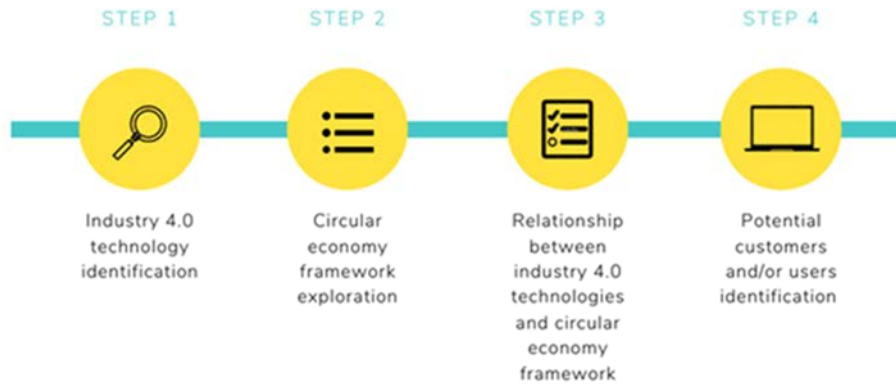 STEP 1
STEP 2
STEP 3
STEP 4
Industry 4.0
technology
identification
Circular
economy
framework
exploration
Relationship
between
industry 4.0
technologies
and circular
economy
framework
Potential
customers
and/or users
identification